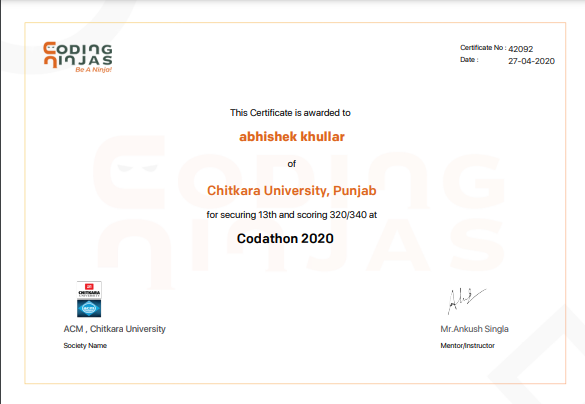 CODING
NINJAS
Be A Ninja!
Certificate No : 42092
Date : 27-04-2020
This Certificate is awarded to
abhishek khullar
of
Chitkara University, Punjab
for securing 13th and scoring 320/340 at
Codathon 2020
CODING
NINJAS
CHITKARA
UNIVERSITY
ACM , Chitkara University
Society Name
Mr.Ankush Singla
Mentor/Instructor